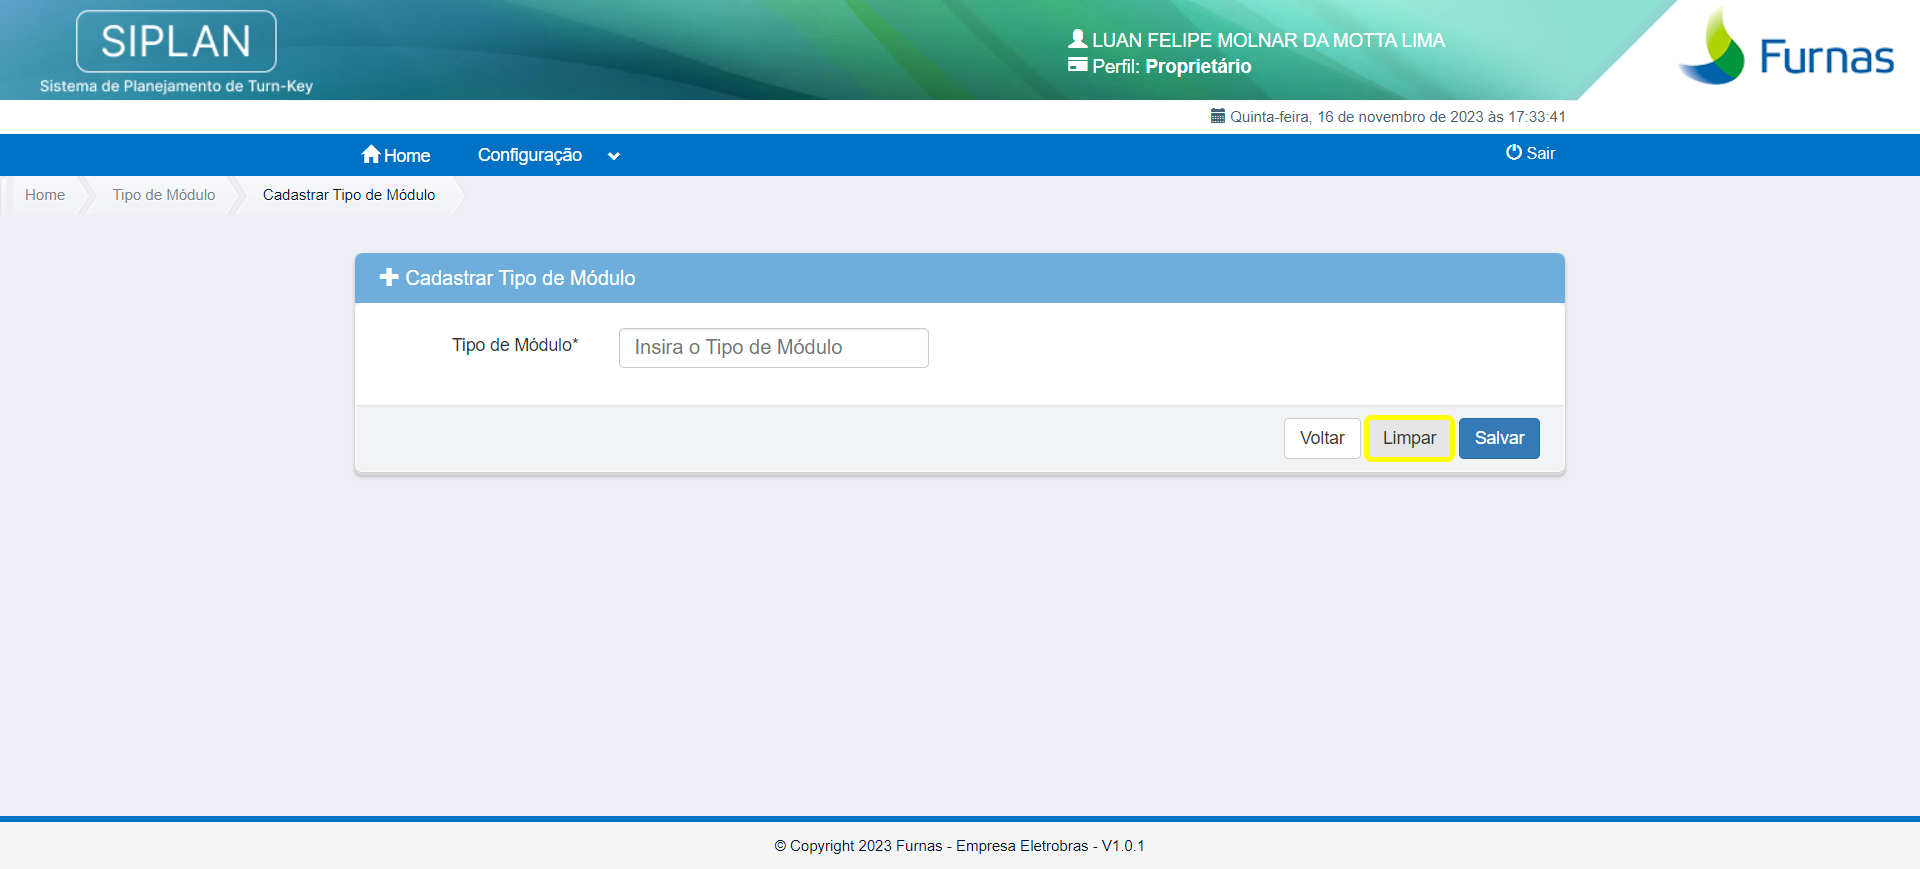 SIPLAN
Sistema de Planejamento de Turn-Key
LUAN FELIPE MOLNAR DA MOTTA LIMA
Perfil: Proprietário
Furnas
Quinta-feira, 16 de novembro de 2023 às 17:33:41
Home Configuração Sair
Home Tipo de Módulo Cadastrar Tipo de Módulo
Cadastrar Tipo de Módulo
Tipo de Módulo* Insira o Tipo de Módulo
Voltar Limpar Salvar
© Copyright 2023 Furnas - Empresa Eletrobras - V1.0.1